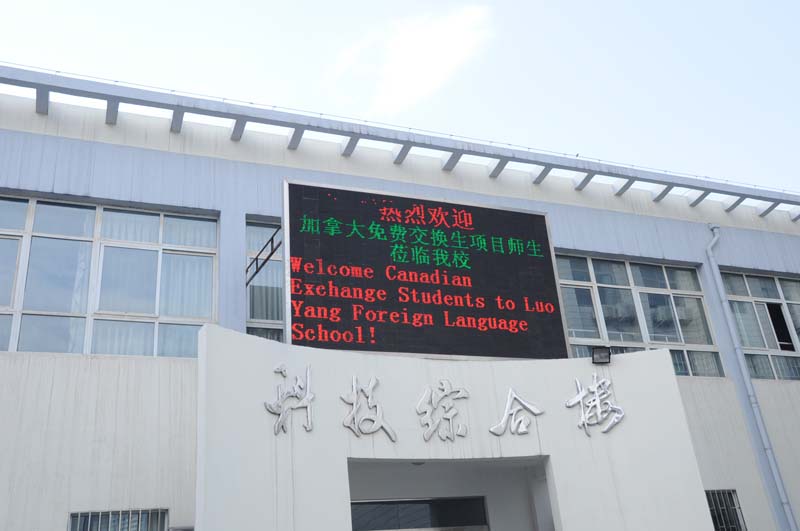 热烈欢迎
加拿大免费交换生项目师生
莅临我校
Welcome Canadian
Exchange Students to Luo
Yang Foreign Language
School!
科技综合楼